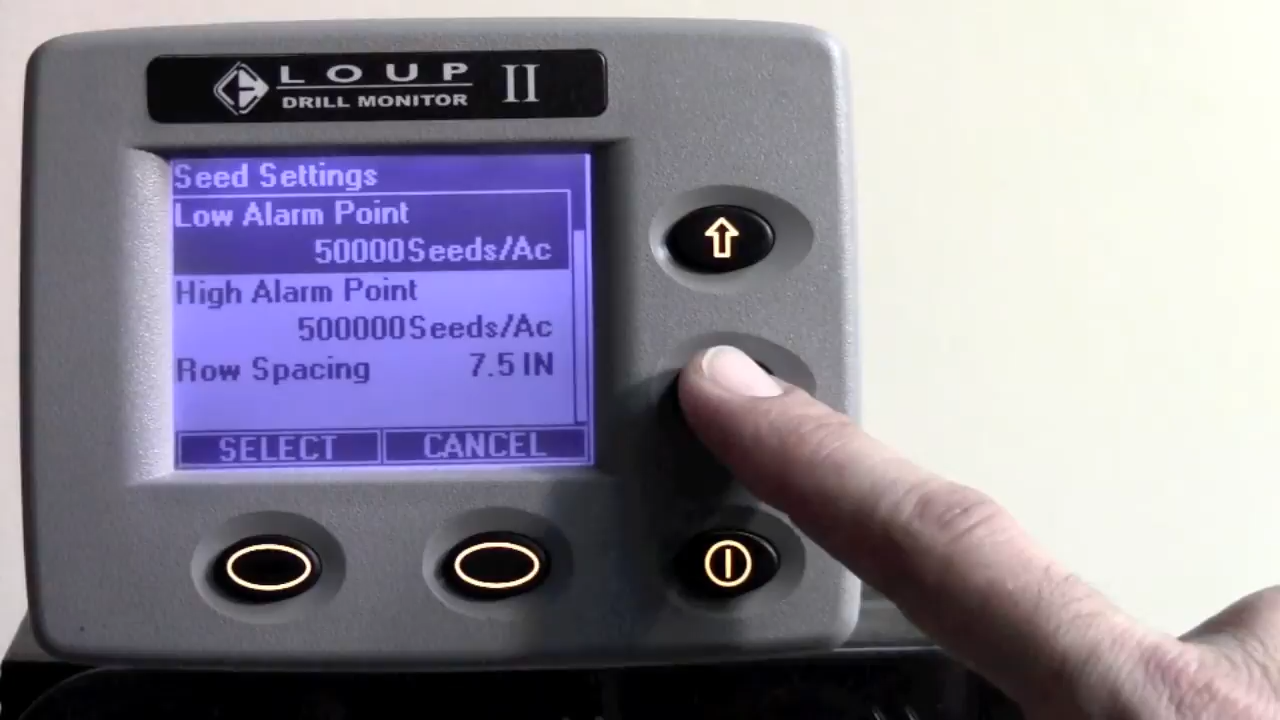 LOUP II
DRILL MONITOR
Seed Settings
Low Alarm Point
50000Seeds/Ac
High Alarm Point
500000Seeds/Ac
Row Spacing 7.5 IN
SELECT CANCEL